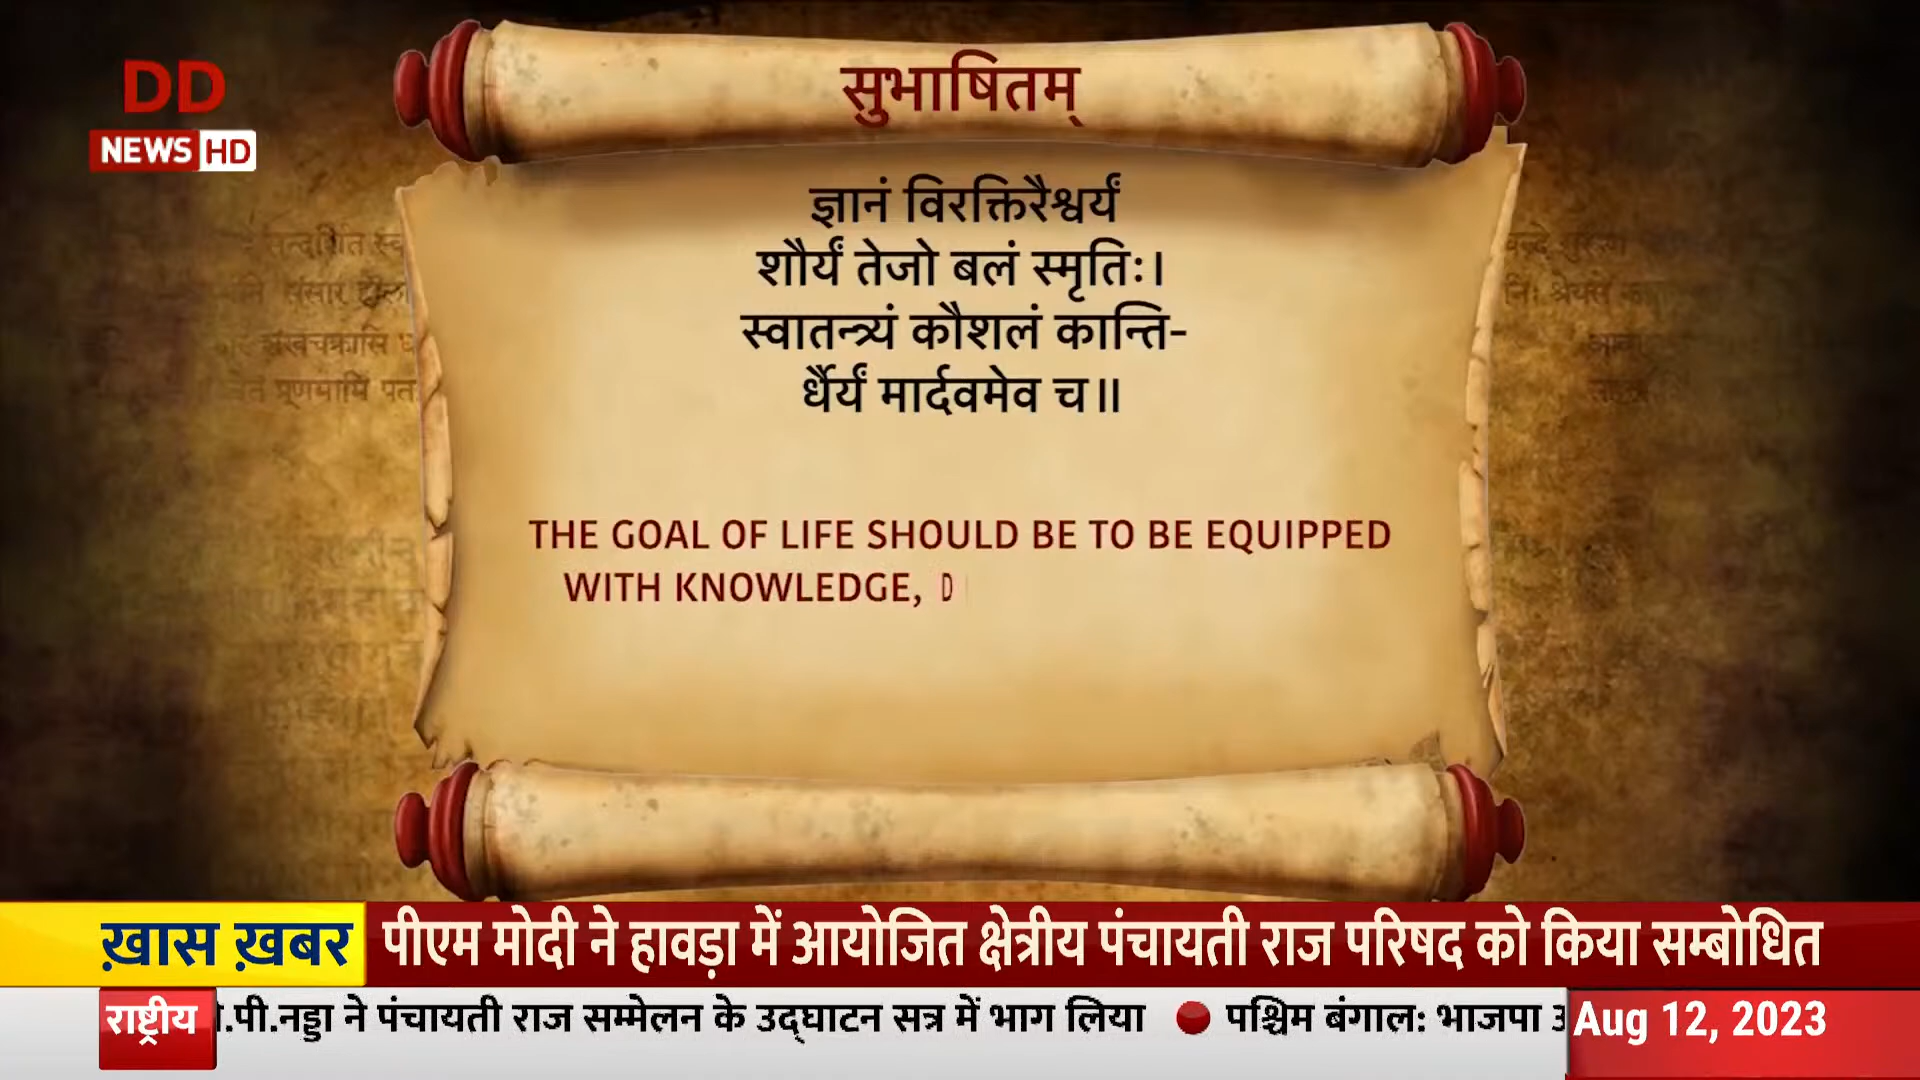 DD
NEWS HD
सुभाषितम्
ज्ञानं विरक्तिरैश्वर्यं
शौर्यं तेजो बलं स्मृतिः।
स्वातन्त्र्यं कौशलं कान्ति-
र्धैर्यं मार्दवमेव च॥
THE GOAL OF LIFE SHOULD BE TO BE EQUIPPED
WITH KNOWLEDGE, D
ख़ास ख़बर
पीएम मोदी ने हावड़ा में आयोजित क्षेत्रीय पंचायती राज परिषद को किया सम्बोधित
राष्ट्रीय
.पी.नड्डा ने पंचायती राज सम्मेलन के उद्घाटन सत्र में भाग लिया
पश्चिम बंगाल: भाजपा
Aug 12, 2023